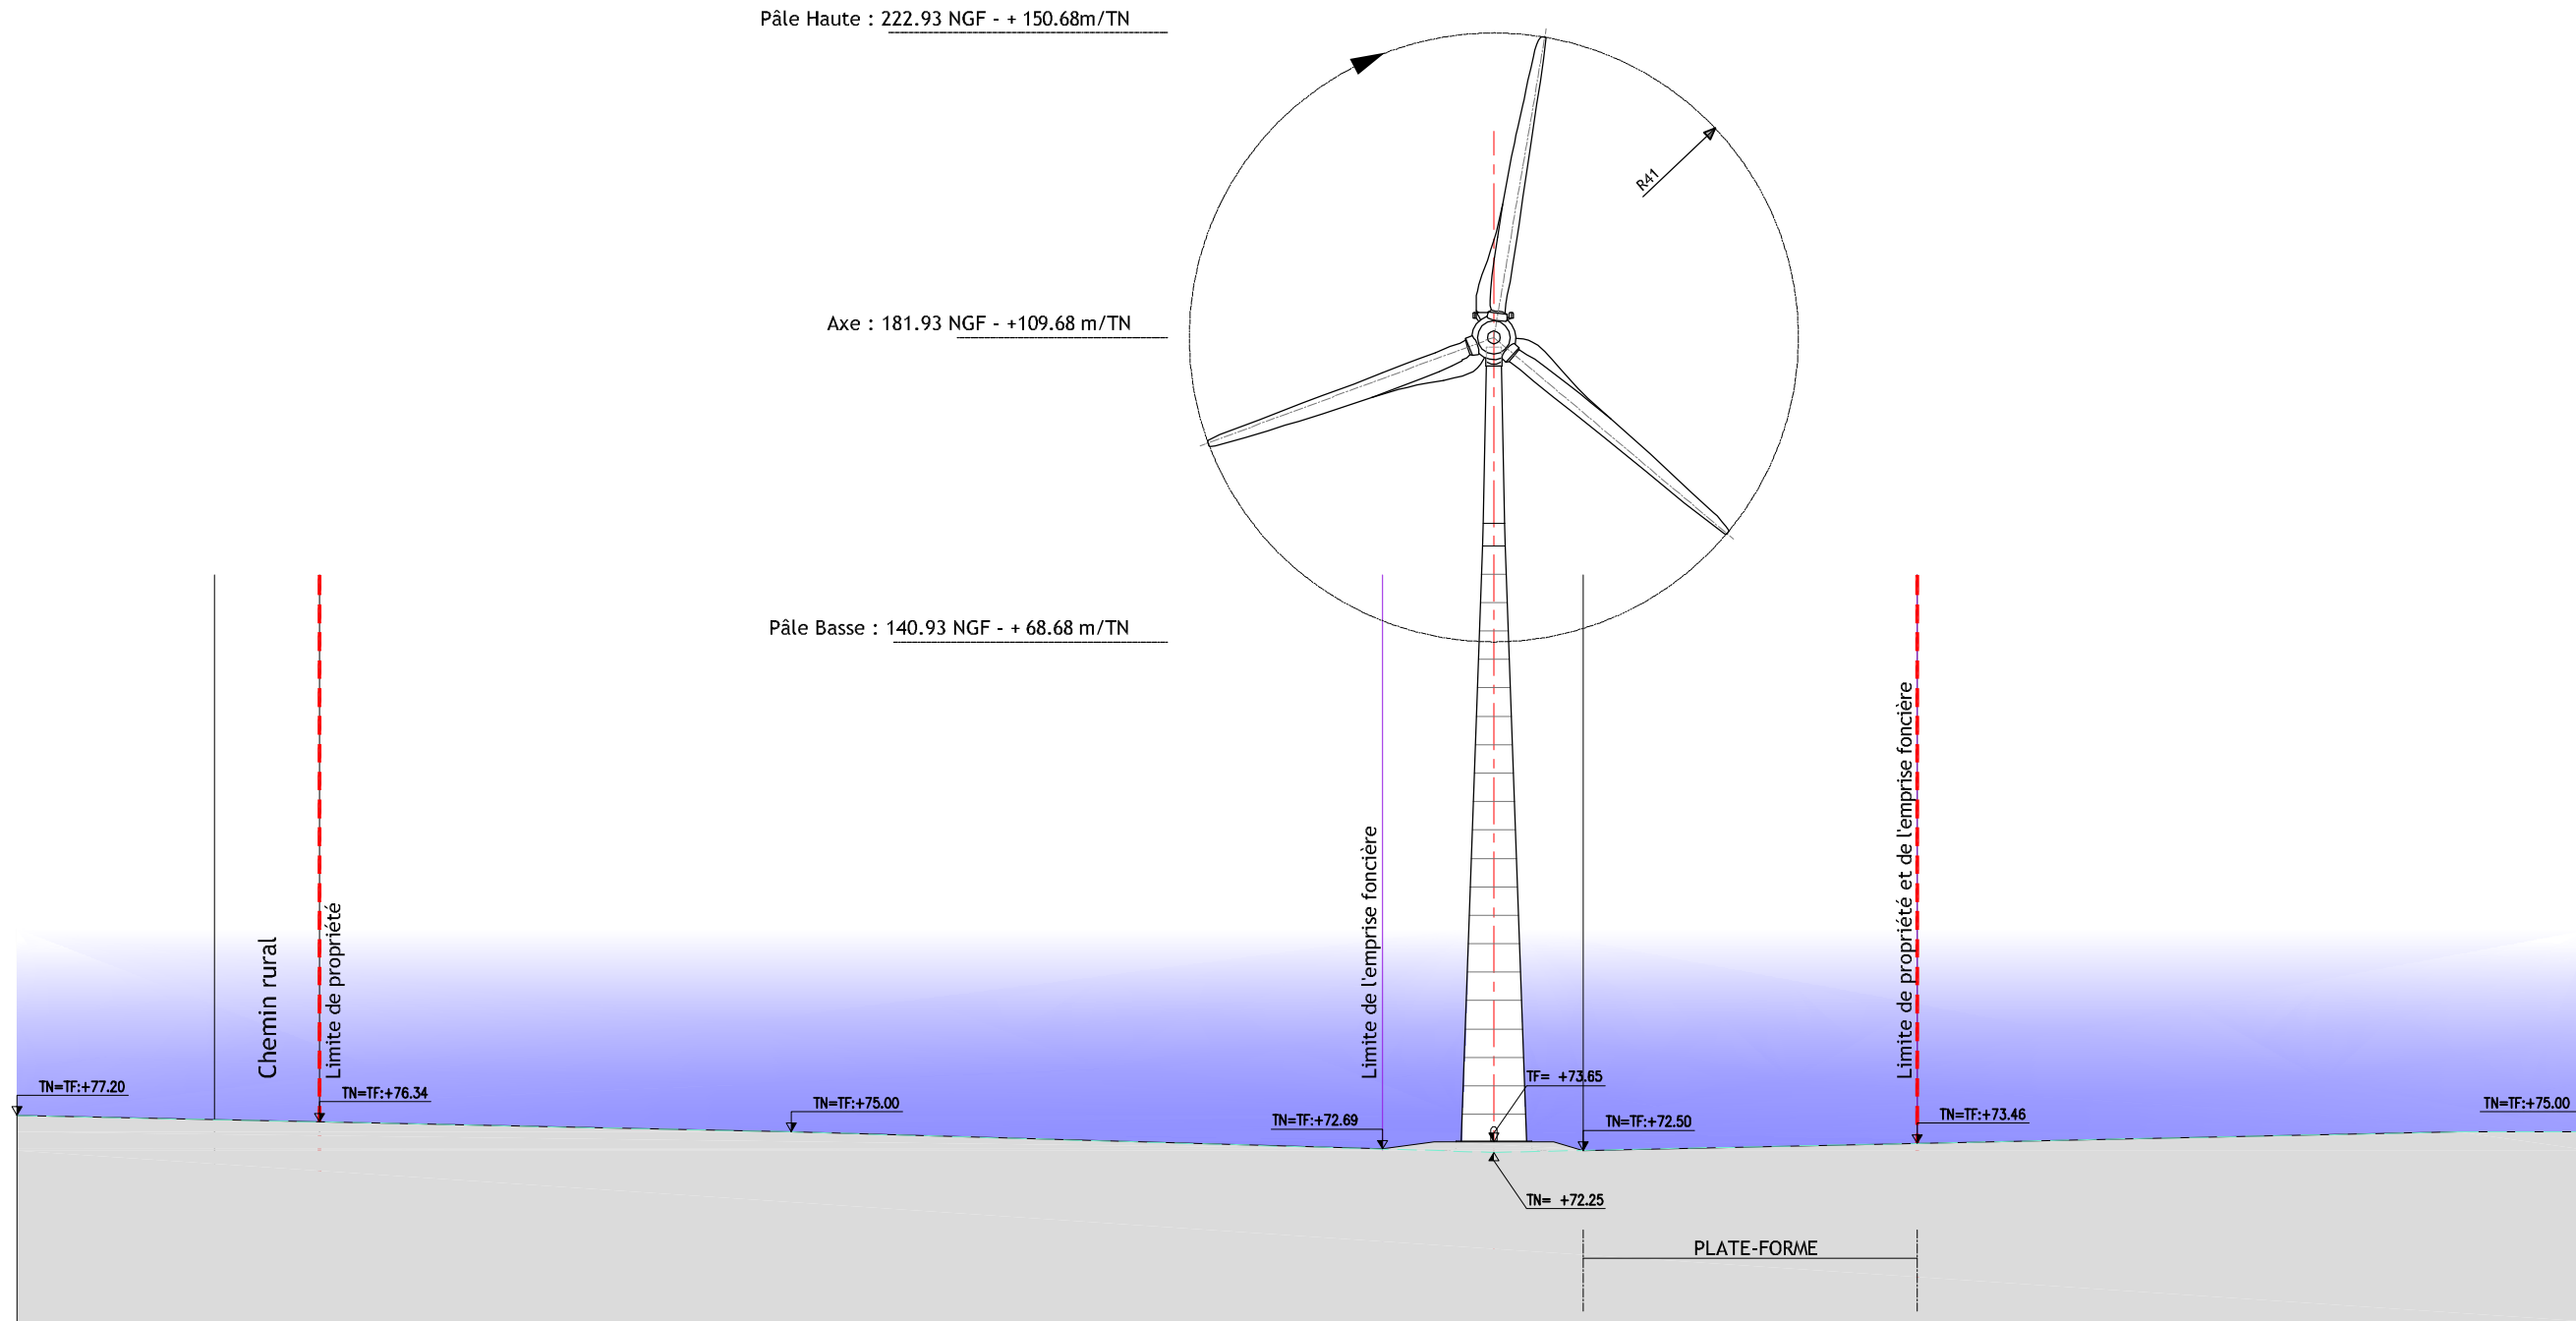 Pâle Haute : 222.93 NGF - + 150.68m/TN
R41
Axe : 181.93 NGF - +109.68 m/TN
Pâle Basse : 140.93 NGF - + 68.68 m/TN
Chemin rural
Limite de propriété
Limite de l'emprise foncière
Limite de propriété et de l'emprise foncière
TN=TF:+77.20
TN=TF:+76.34
TN=TF:+75.00
TN=TF:+72.69
TF= +73.65
TN=TF:+72.50
TN=TF:+73.46
TN=TF:+75.00
TN= +72.25
PLATE-FORME